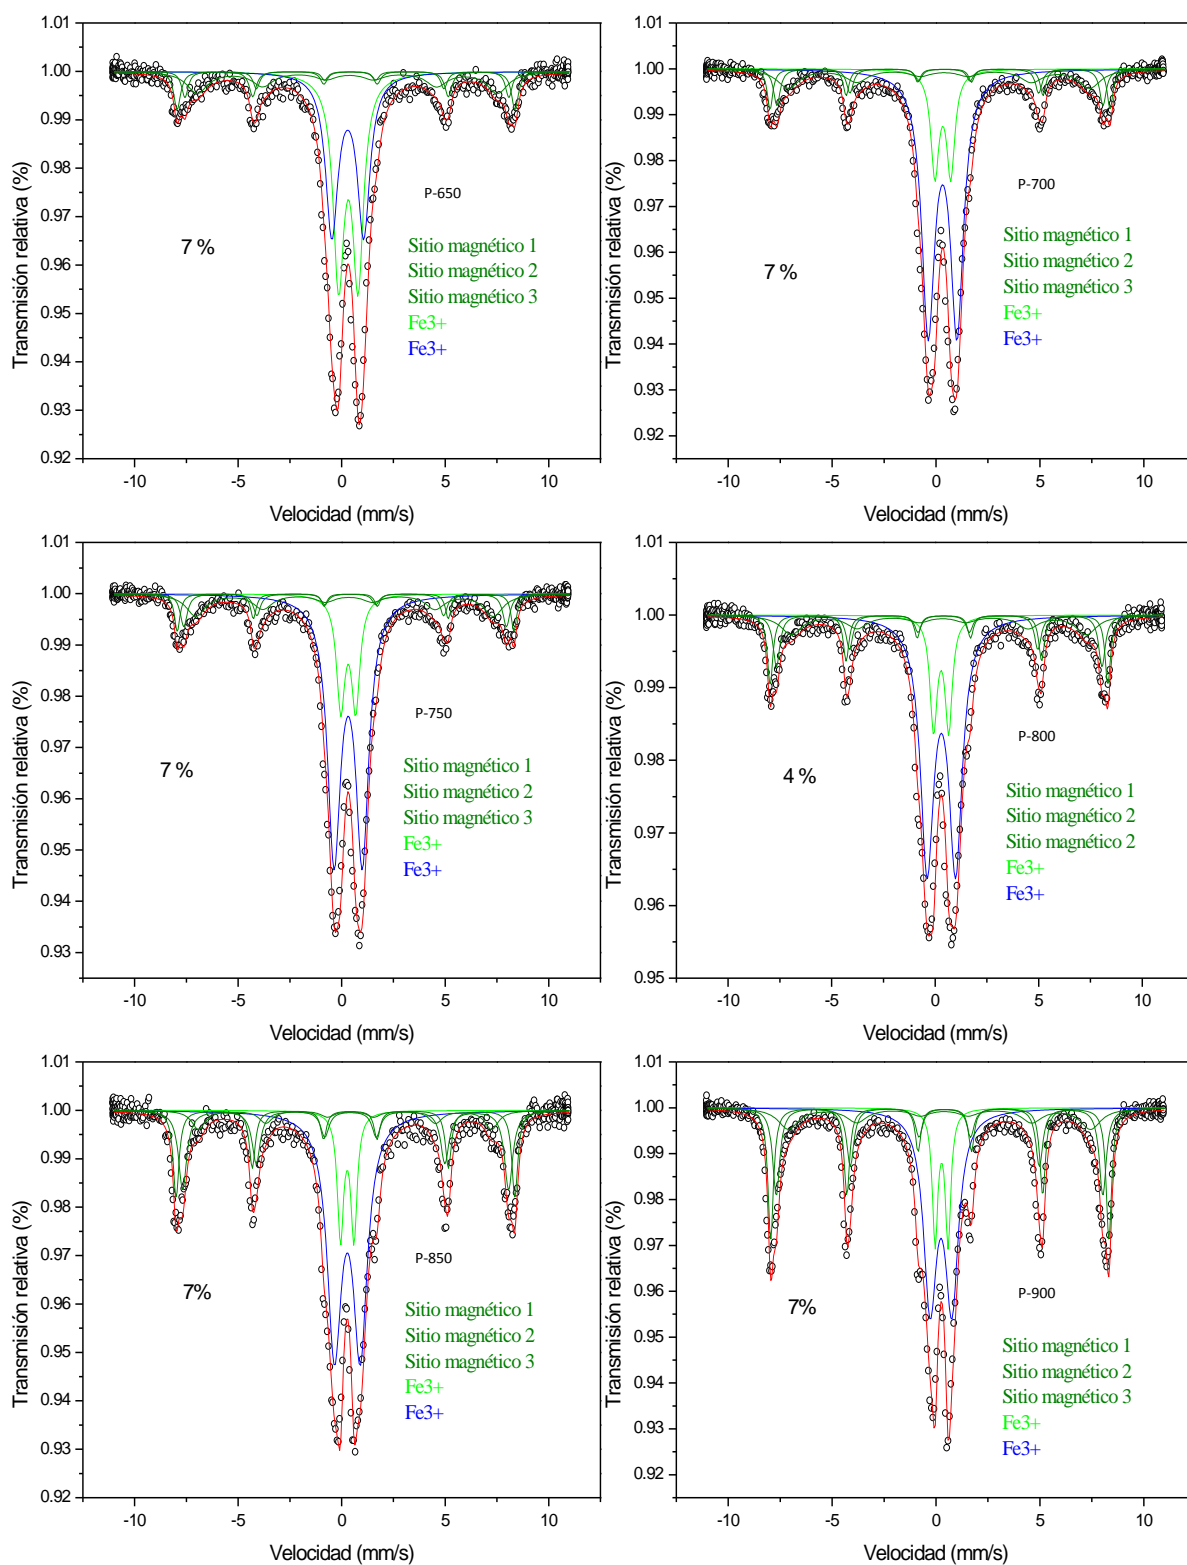 1.01
1.00
0.99
0.98
0.97
0.96
0.95
0.94
0.93
0.92
Transmisión relativa (%)
-10
-5
0
5
10
Velocidad (mm/s)
P-650
7 %
Sitio magnético 1
Sitio magnético 2
Sitio magnético 3
Fe3+
Fe3+
1.01
1.00
0.99
0.98
0.97
0.96
0.95
0.94
0.93
0.92
Transmisión relativa (%)
-10
-5
0
5
10
Velocidad (mm/s)
P-700
7 %
Sitio magnético 1
Sitio magnético 2
Sitio magnético 3
Fe3+
Fe3+
1.01
1.00
0.99
0.98
0.97
0.96
0.95
0.94
0.93
Transmisión relativa (%)
-10
-5
0
5
10
Velocidad (mm/s)
P-750
7 %
Sitio magnético 1
Sitio magnético 2
Sitio magnético 3
Fe3+
Fe3+
1.01
1.00
0.99
0.98
0.97
0.96
0.95
Transmisión relativa (%)
-10
-5
0
5
10
Velocidad (mm/s)
P-800
4 %
Sitio magnético 1
Sitio magnético 2
Sitio magnético 2
Fe3+
Fe3+
1.01
1.00
0.99
0.98
0.97
0.96
0.95
0.94
0.93
0.92
Transmisión relativa (%)
-10
-5
0
5
10
Velocidad (mm/s)
P-850
7%
Sitio magnético 1
Sitio magnético 2
Sitio magnético 3
Fe3+
Fe3+
1.01
1.00
0.99
0.98
0.97
0.96
0.95
0.94
0.93
0.92
Transmisión relativa (%)
-10
-5
0
5
10
Velocidad (mm/s)
P-900
7%
Sitio magnético 1
Sitio magnético 2
Sitio magnético 3
Fe3+
Fe3+